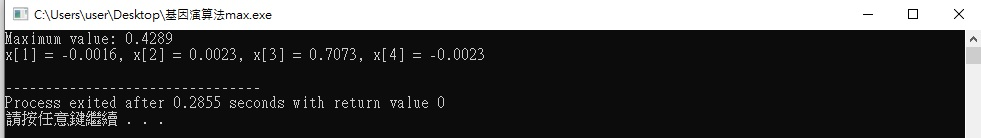 C:\Users\user\Desktop\基因演算法max.exe
Maximum value: 0.4289
x[1] = -0.0016, x[2] = 0.0023, x[3] = 0.7073, x[4] = -0.0023
--------------------------------
Process exited after 0.2855 seconds with return value 0
請按任意鍵繼續 . . .